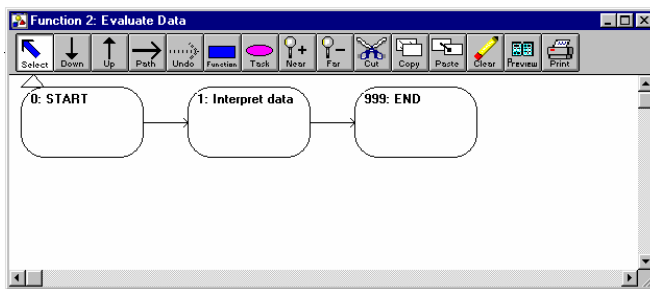 Function 2: Evaluate Data
Select Down Up Path Undo Function Task Near Far Cut Copy Paste Clear Preview Print
0: START 1: Interpret data 999: END